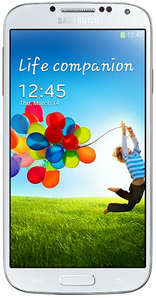 SAMSUNG
Life companion
12:45
Thu, March 14